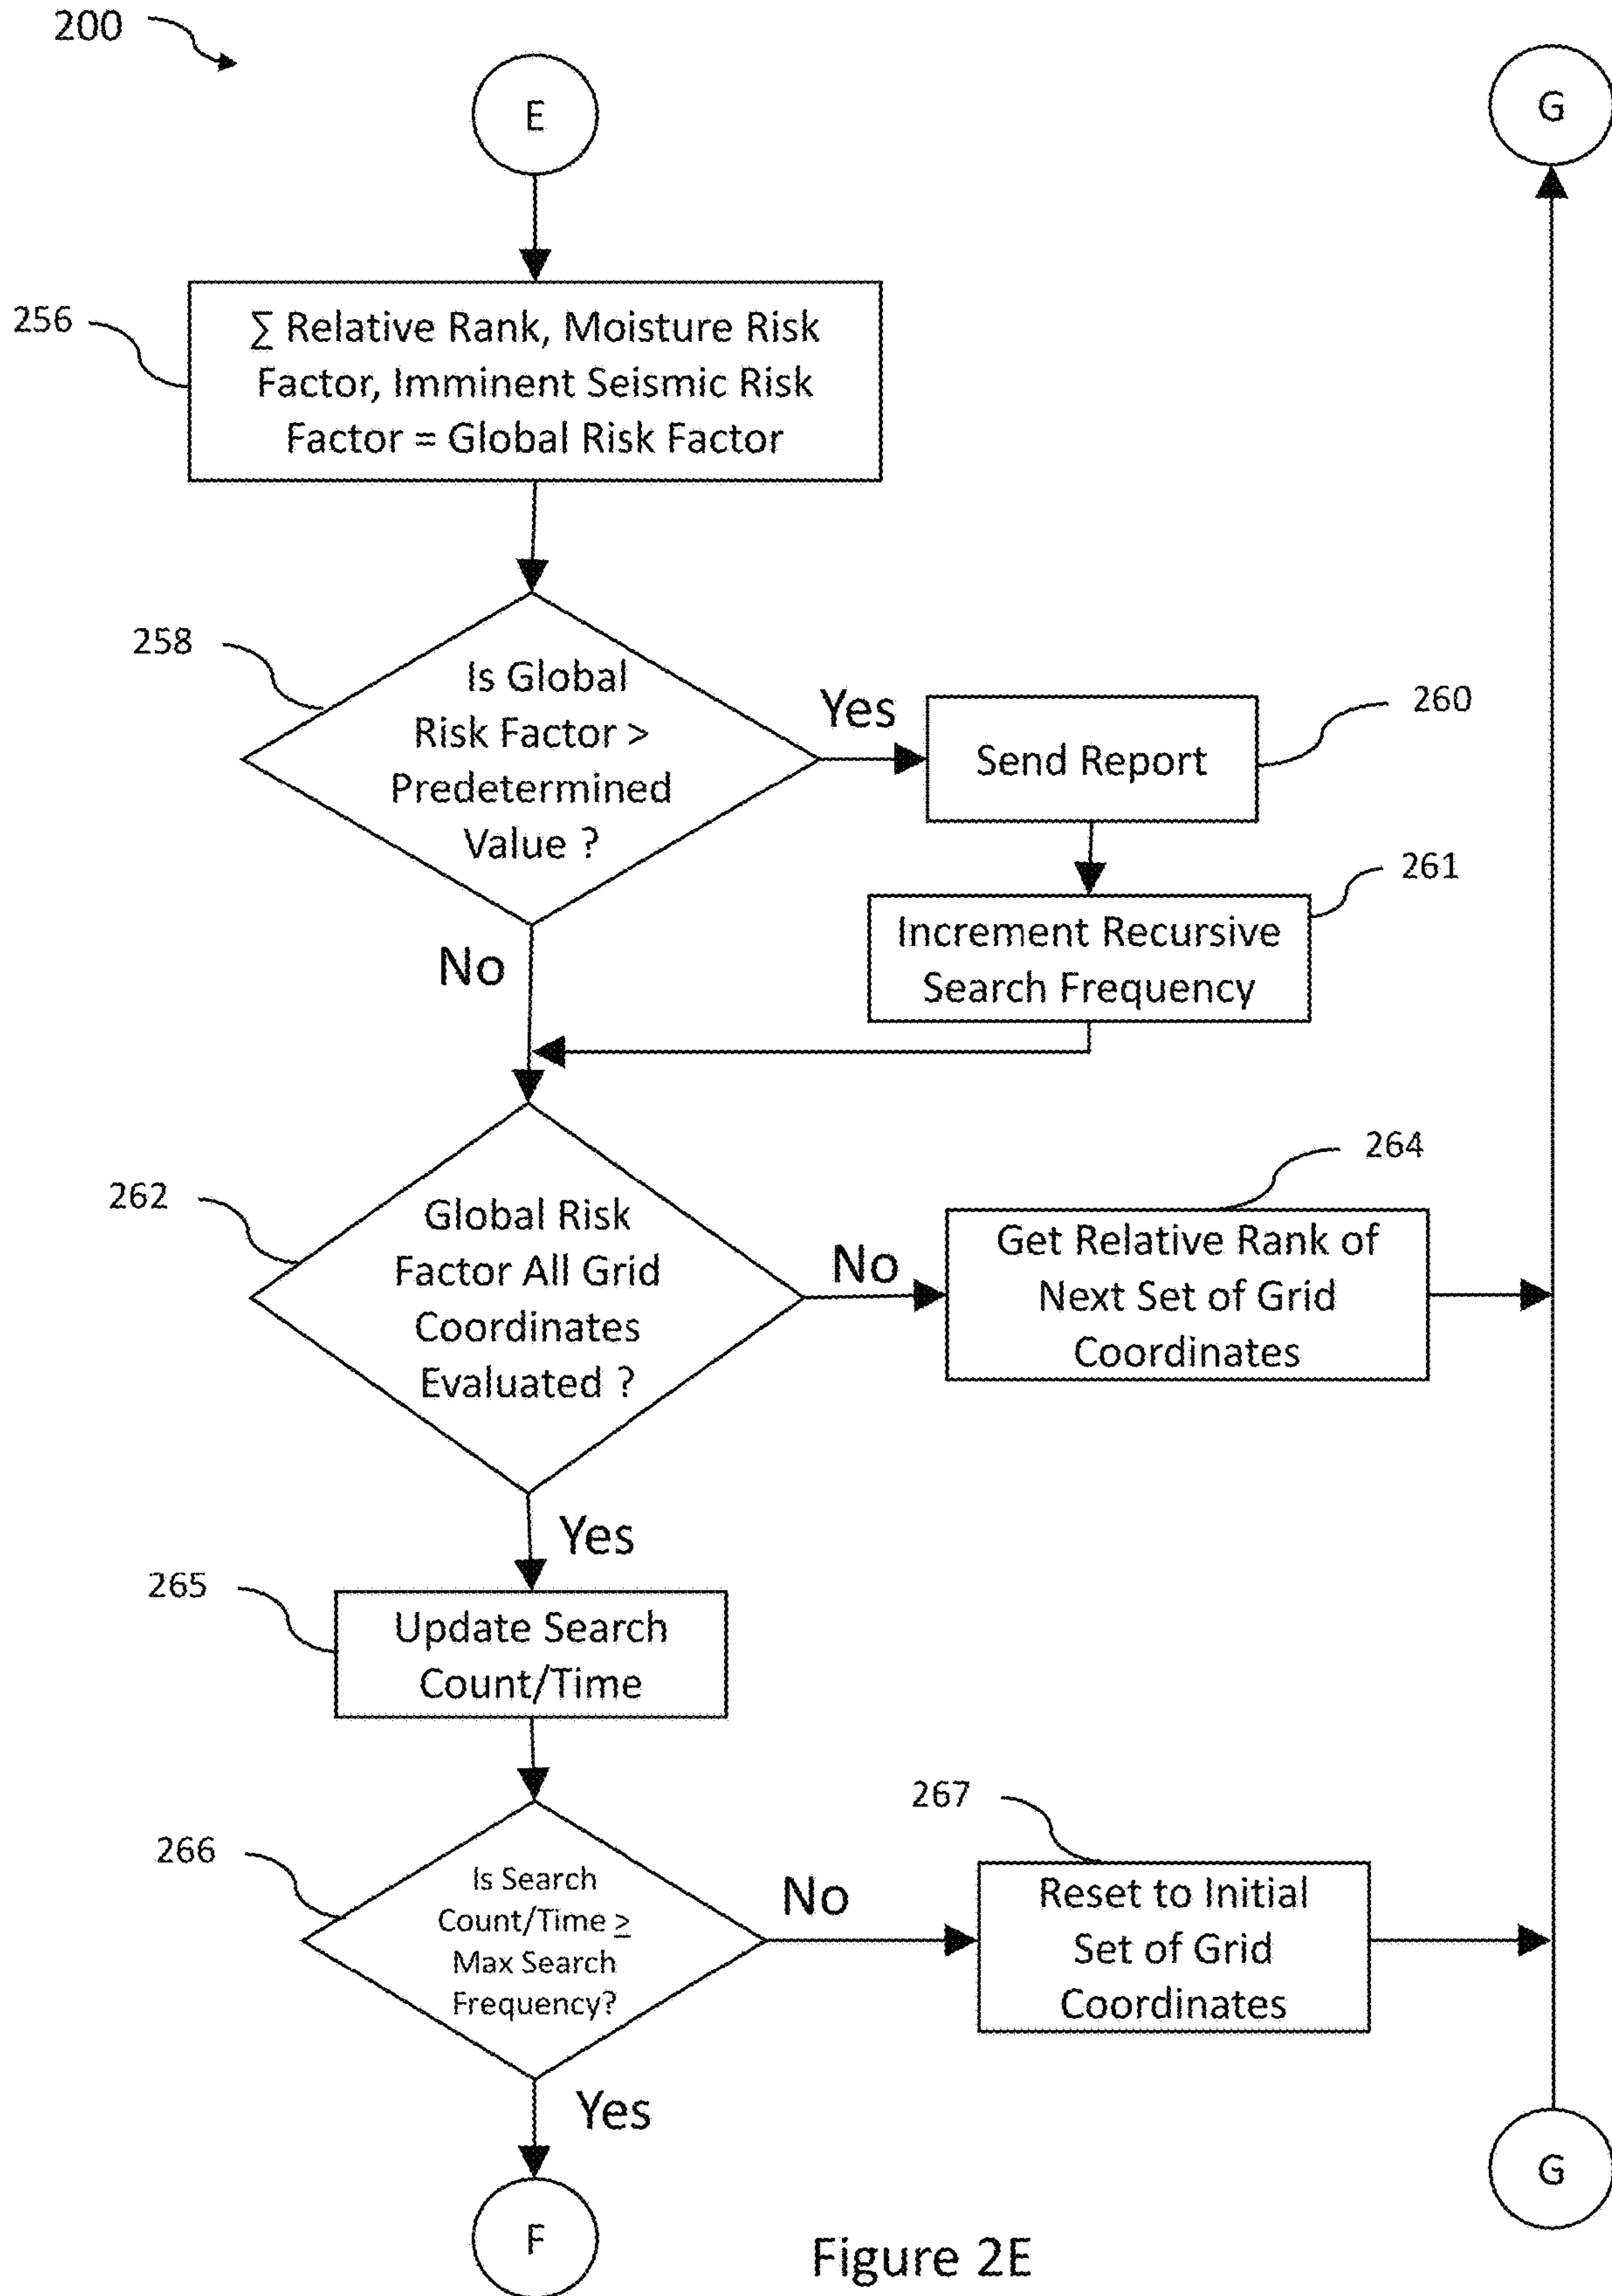 200
E
G
256
∑ Relative Rank, Moisture Risk
Factor, Imminent Seismic Risk
Factor = Global Risk Factor
258
Is Global
Risk Factor >
Predetermined
Value ?
Yes
Send Report
260
No
Increment Recursive
Search Frequency
261
262
Global Risk
Factor All Grid
Coordinates
Evaluated ?
No
Get Relative Rank of
Next Set of Grid
Coordinates
264
Yes
265
Update Search
Count/Time
266
Is Search
Count/Time ≥
Max Search
Frequency?
No
267
Reset to Initial
Set of Grid
Coordinates
Yes
F
G
Figure 2E